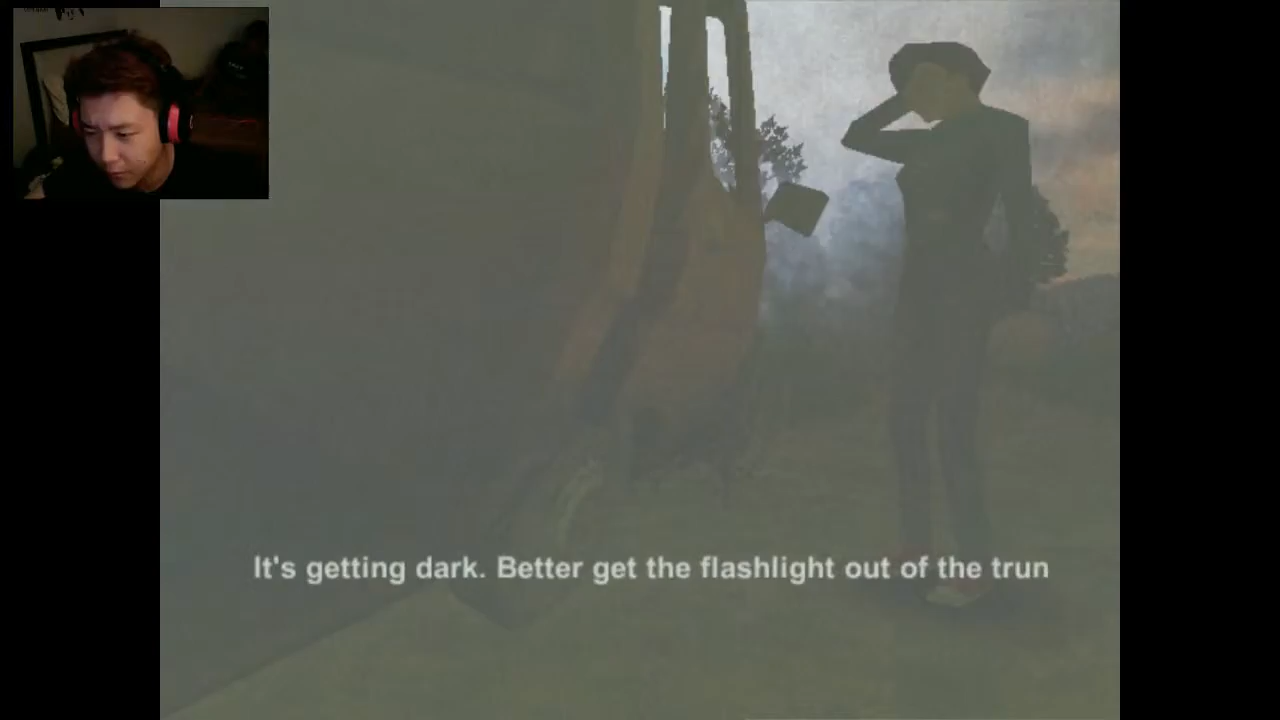 It's getting dark. Better get the flashlight out of the trun